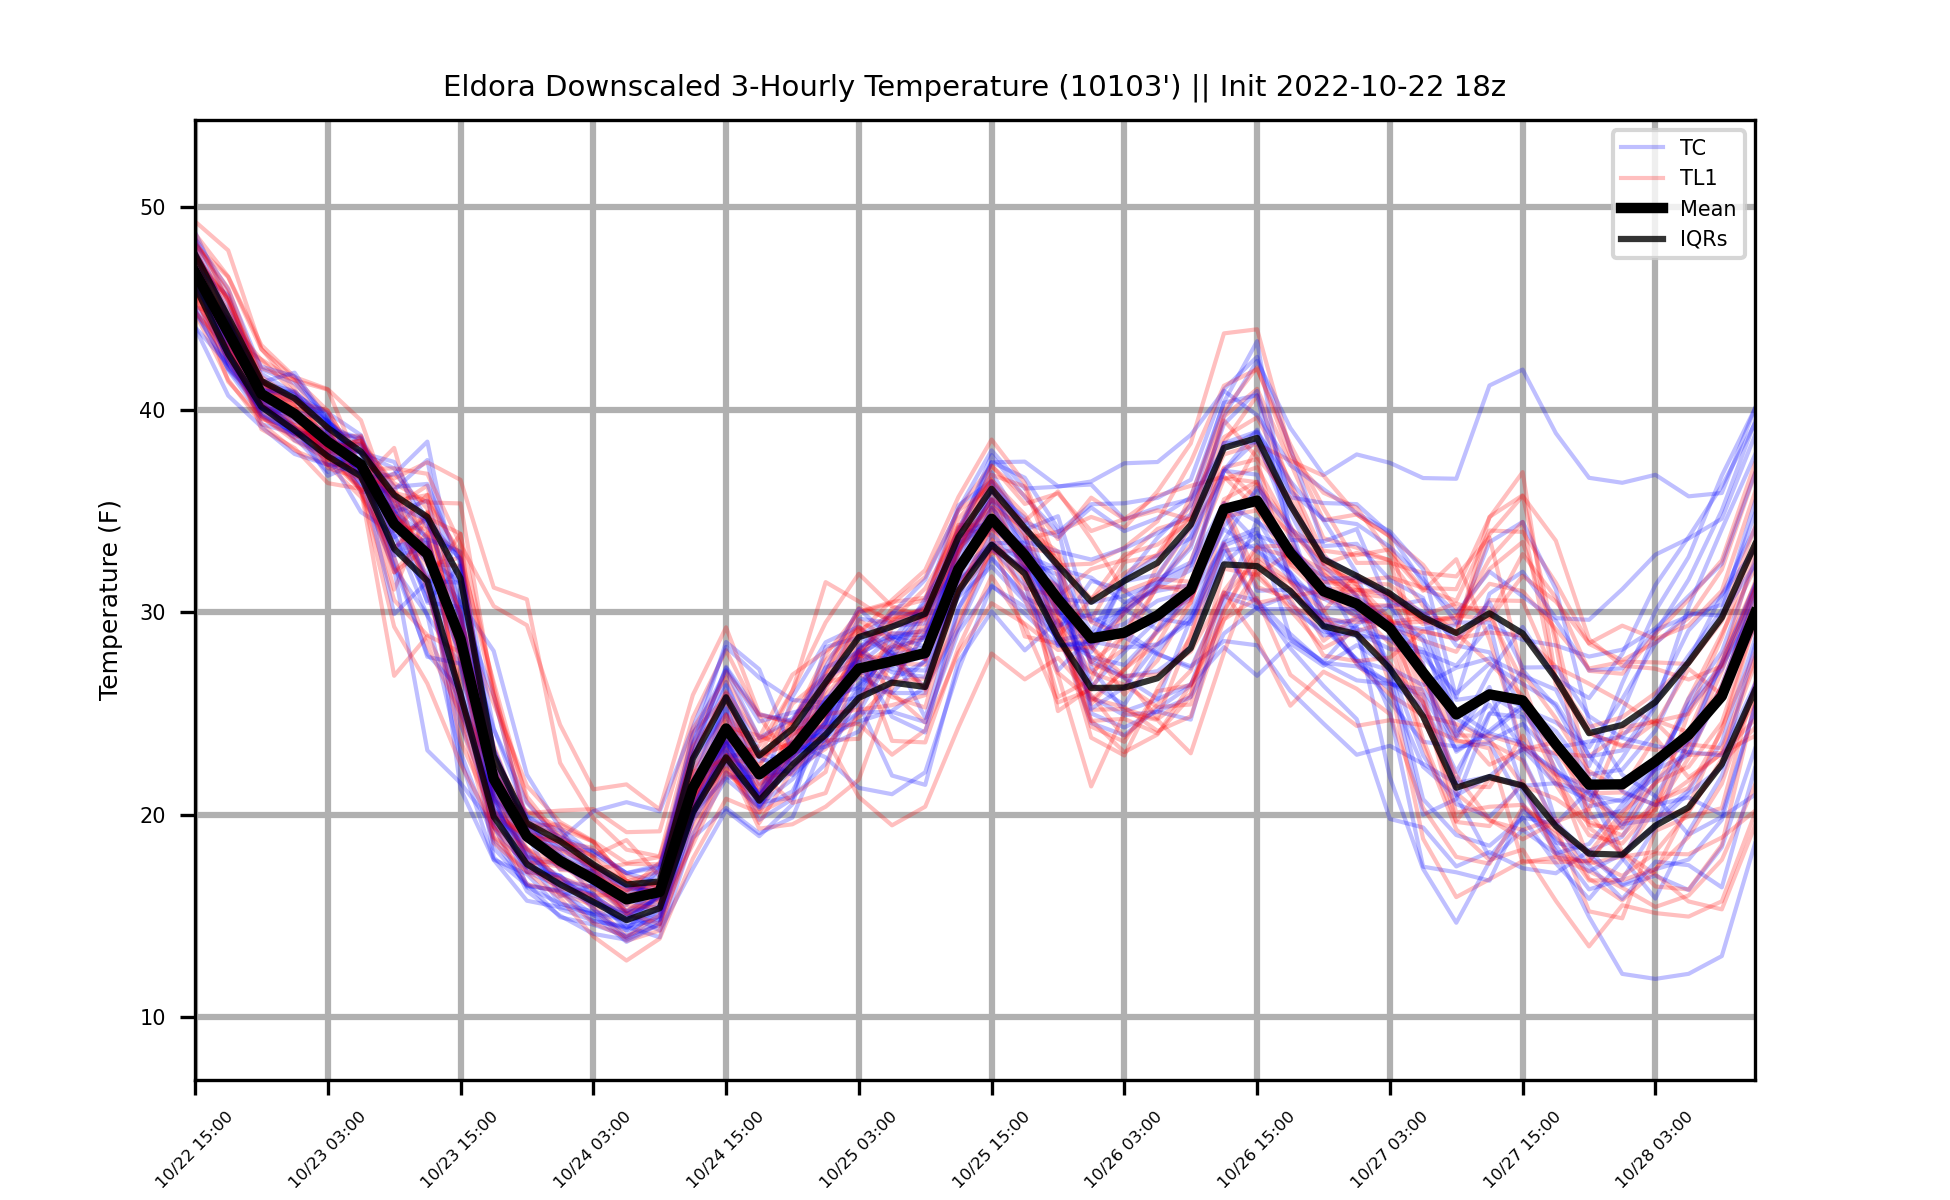 Eldora Downscaled 3-Hourly Temperature (10103') || Init 2022-10-22 18z
TC
TL1
Mean
IQRs
Temperature (F)
50
40
30
20
10
10/22 15:00
10/23 03:00
10/23 15:00
10/24 03:00
10/24 15:00
10/25 03:00
10/25 15:00
10/26 03:00
10/26 15:00
10/27 03:00
10/27 15:00
10/28 03:00